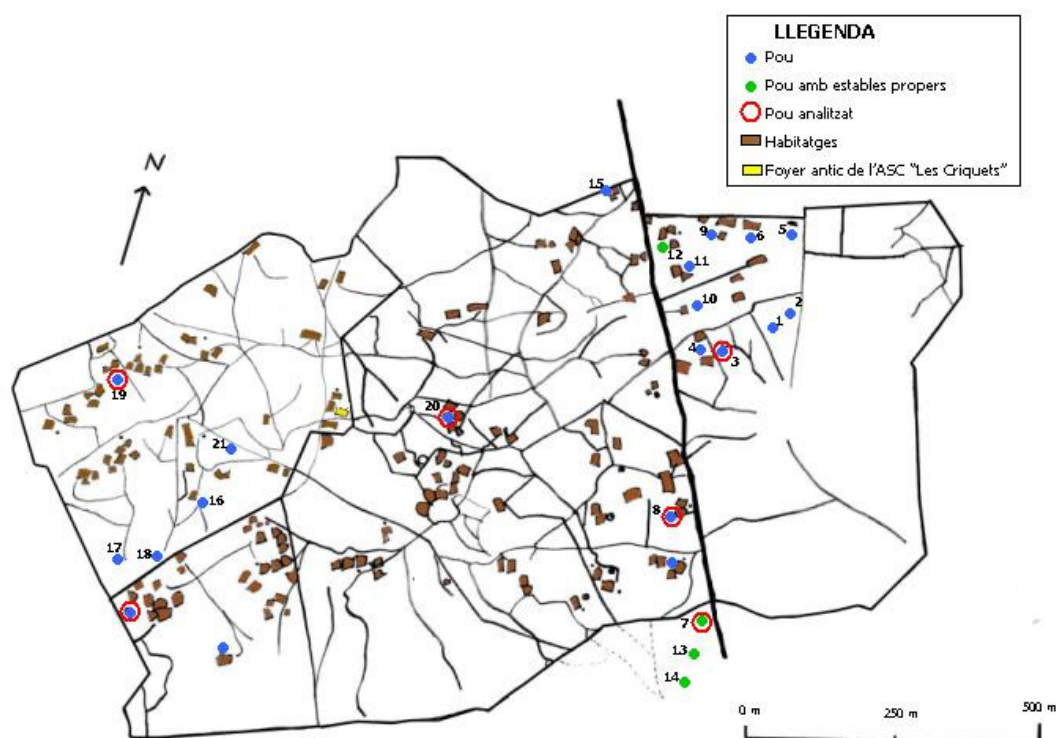 LLEGENDA
Pou
Pou amb estables propers
Pou analitzat
Habitatges
Foyer antic de l'ASC "Les Criquets"
N
15
9
6
5
12
11
10
2
1
4
3
19
20
21
16
8
17
18
7
13
14
0 m
250 m
500 m